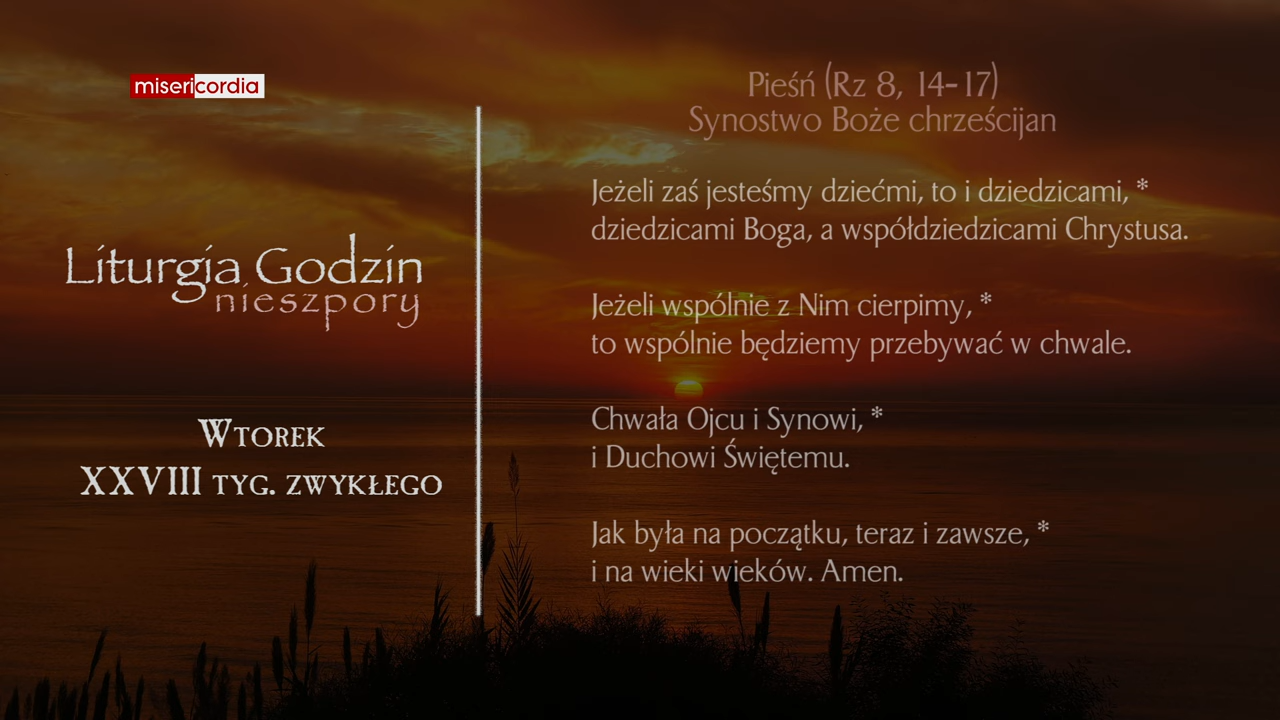 misericordia
Liturgia Godzin
nieszpory
Wtorek
XXVIII tyg. zwykłego
Pieśń (Rz 8, 14-17)
Synostwo Boże chrześcijan
Jeżeli zaś jesteśmy dziećmi, to i dziedzicami, *
dziedzicami Boga, a współdziedzicami Chrystusa.
Jeżeli wspólnie z Nim cierpimy, *
to wspólnie będziemy przebywać w chwale.
Chwała Ojcu i Synowi, *
i Duchowi Świętemu.
Jak była na początku, teraz i zawsze, *
i na wieki wieków. Amen.